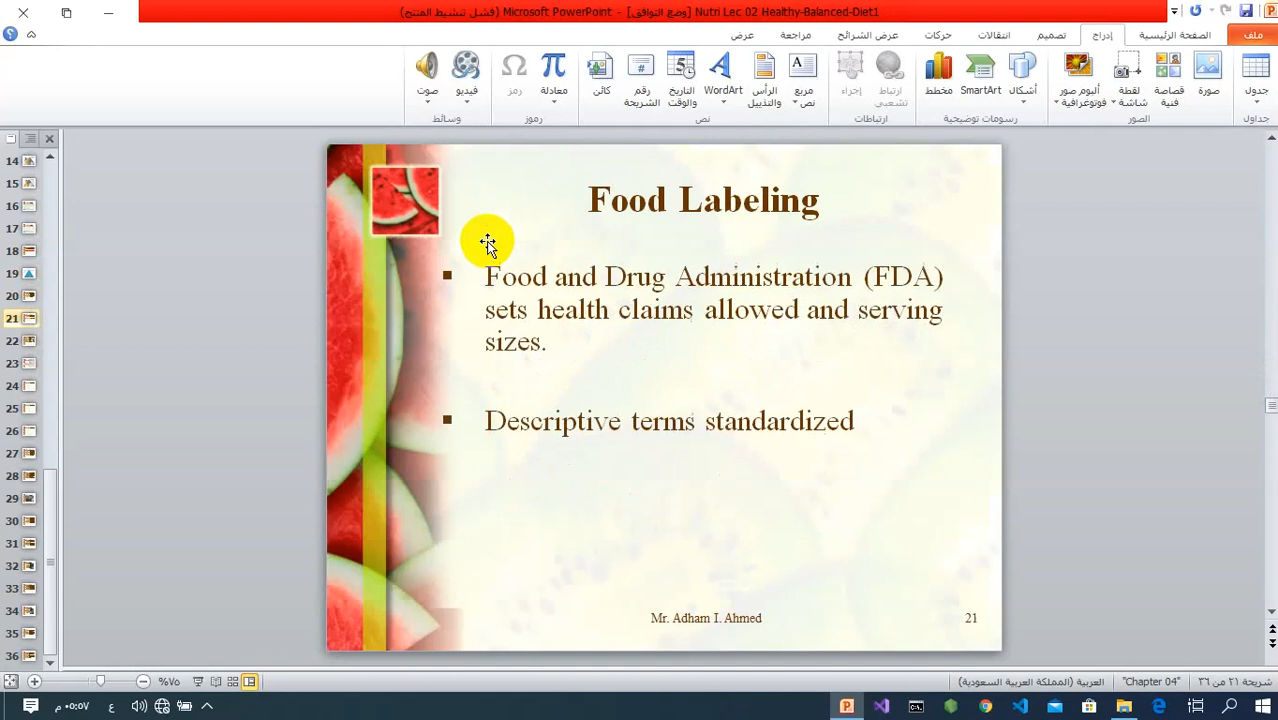 Nutri Lec 02 Healthy-Balanced-Diet1 [وضع التوافق] - Microsoft PowerPoint (فشل تنشيط المنتج)
ملف
الصفحة الرئيسية
إدراج
تصميم
انتقالات
حركات
عرض الشرائح
مراجعة
عرض
جدول
صورة
قصاصة فنية
لقطة شاشة
ألبوم صور فوتوغرافية
أشكال
SmartArt
مخطط
ارتباط تشعبي
إجراء
مربع نص
الرأس والتذييل
WordArt
التاريخ والوقت
رقم الشريحة
كائن
معادلة
رمز
فيديو
صوت
جداول
الصور
رسومات توضيحية
ارتباطات
نص
رموز
وسائط
14
15
16
17
18
19
20
21
22
23
24
25
26
27
28
29
30
31
32
33
34
35
36
Food Labeling
▪ Food and Drug Administration (FDA)
sets health claims allowed and serving
sizes.
▪ Descriptive terms standardized
Mr. Adham I. Ahmed
21
شريحة ٢١ من ٣٦
"Chapter 04"
العربية (المملكة العربية السعودية)
٧٥%
٠٥:٥٧ م
ع